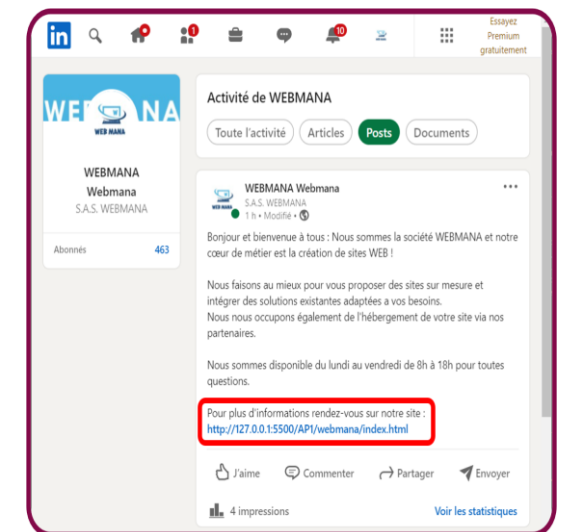 in
1
10
Essayez
Premium
gratuitement
WEBMANA
WEB MANA
WEBMANA
Webmana
S.A.S. WEBMANA
Abonnés 463
Activité de WEBMANA
Toute l'activité Articles Posts Documents
WEB MANA
WEBMANA Webmana
S.A.S. WEBMANA
1 h • Modifié •
Bonjour et bienvenue à tous : Nous sommes la société WEBMANA et notre
cœur de métier est la création de sites WEB !
Nous faisons au mieux pour vous proposer des sites sur mesure et
intégrer des solutions existantes adaptées a vos besoins.
Nous nous occupons également de l'hébergement de votre site via nos
partenaires.
Nous sommes disponible du lundi au vendredi de 8h à 18h pour toutes
questions.
Pour plus d'informations rendez-vous sur notre site :
http://127.0.0.1:5500/AP1/webmana/index.html
J'aime Commenter Partager Envoyer
4 impressions Voir les statistiques